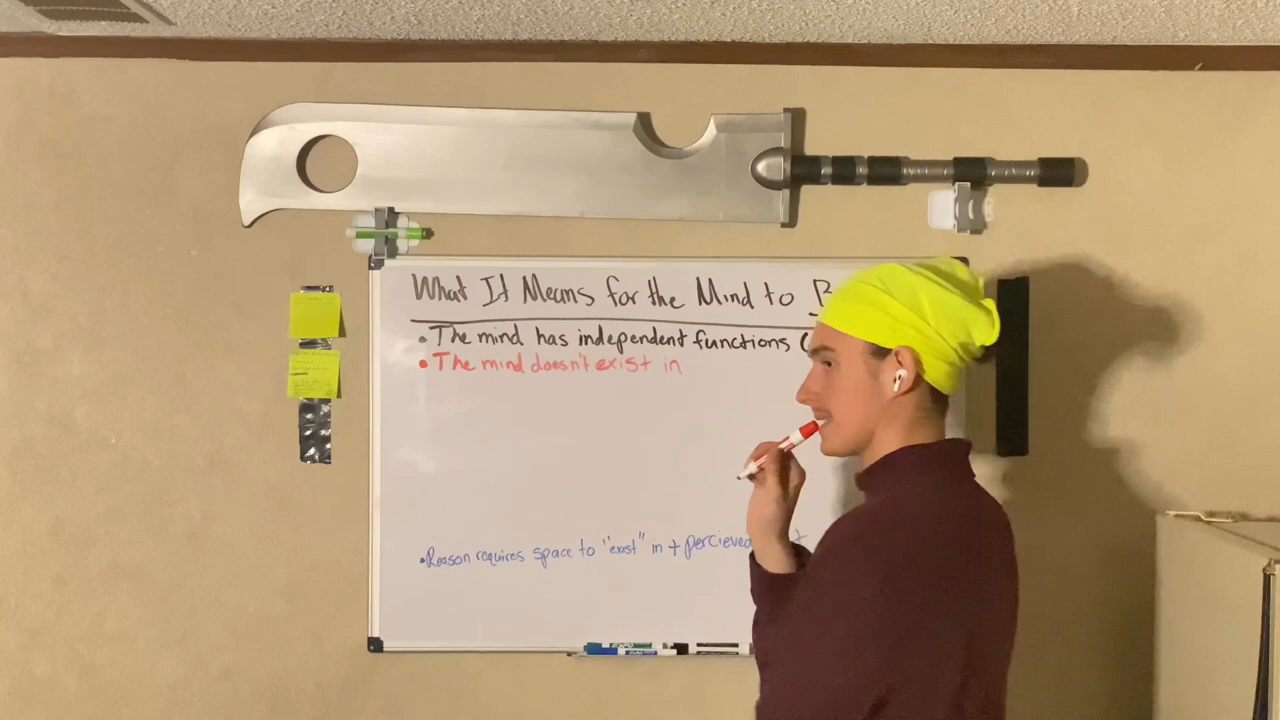 What It Means for the Mind to
• The mind has independent functions (
• The mind doesn't exist in
• Reason requires space to "exist" in + percieved
EXPO